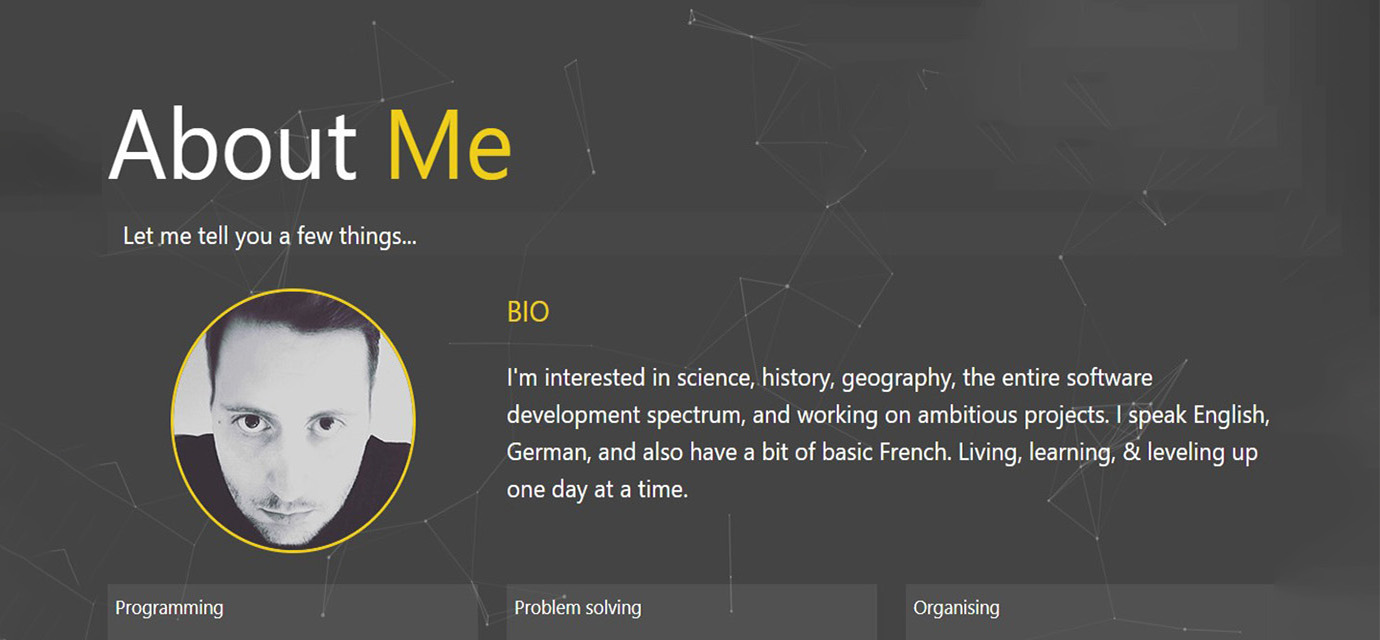 About Me
Let me tell you a few things...
BIO
I'm interested in science, history, geography, the entire software
development spectrum, and working on ambitious projects. I speak English,
German, and also have a bit of basic French. Living, learning, & leveling up
one day at a time.
Programming
Problem solving
Organising